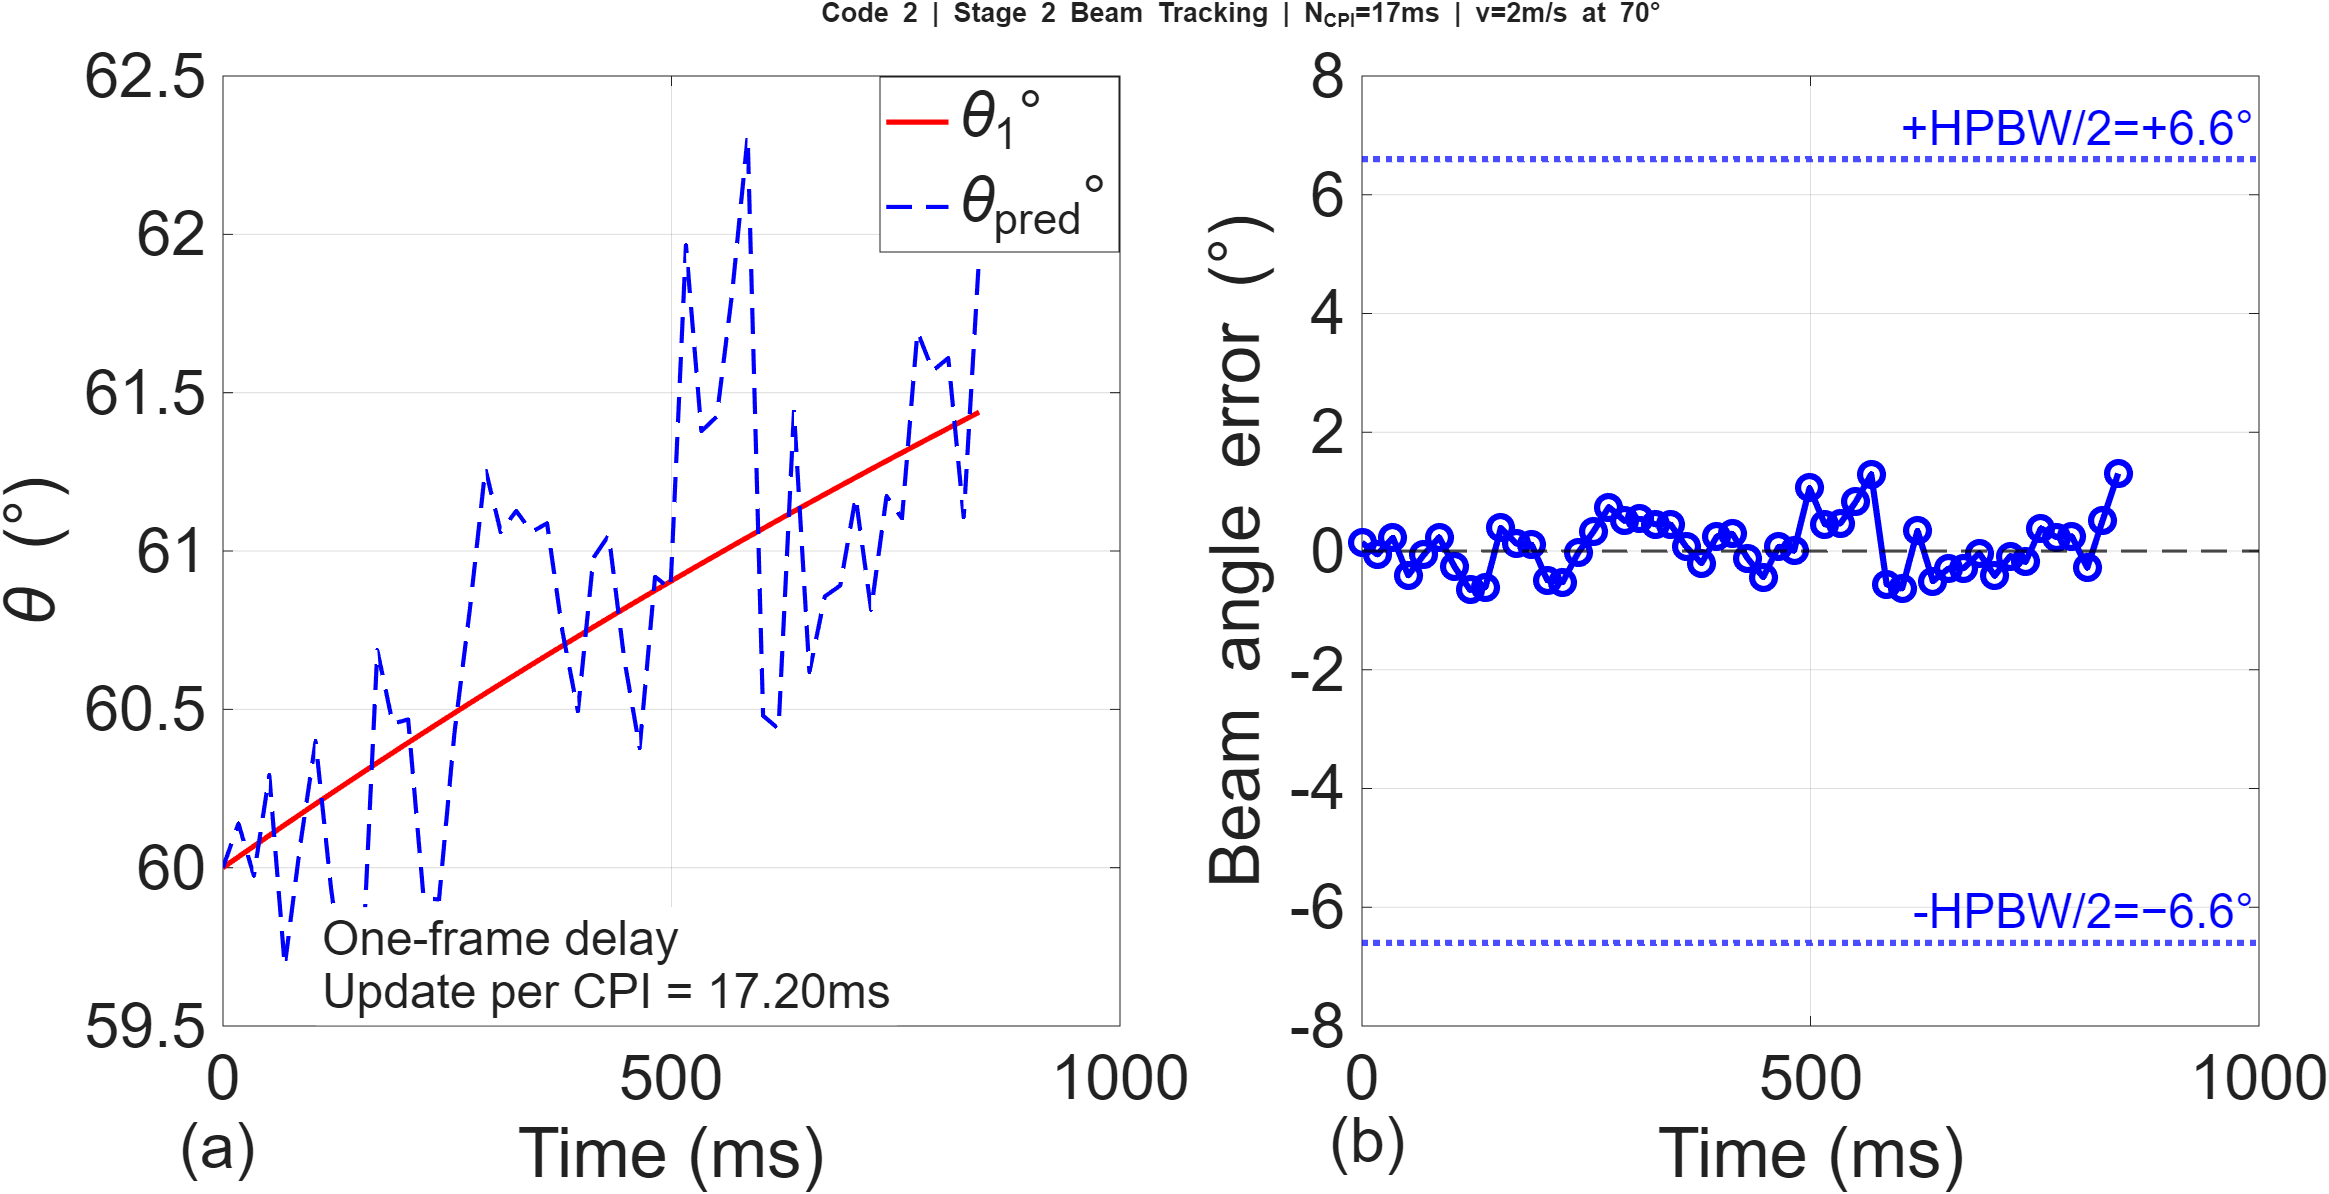 Code 2 | Stage 2 Beam Tracking | N_CPI=17ms | v=2m/s at 70°
θ (°)
62.5
62
61.5
61
60.5
60
59.5
θ₁°
θ_pred°
One-frame delay
Update per CPI = 17.20ms
0
500
1000
(a)
Time (ms)
Beam angle error (°)
8
6
4
2
0
-2
-4
-6
-8
+HPBW/2=+6.6°
-HPBW/2=−6.6°
0
500
1000
(b)
Time (ms)